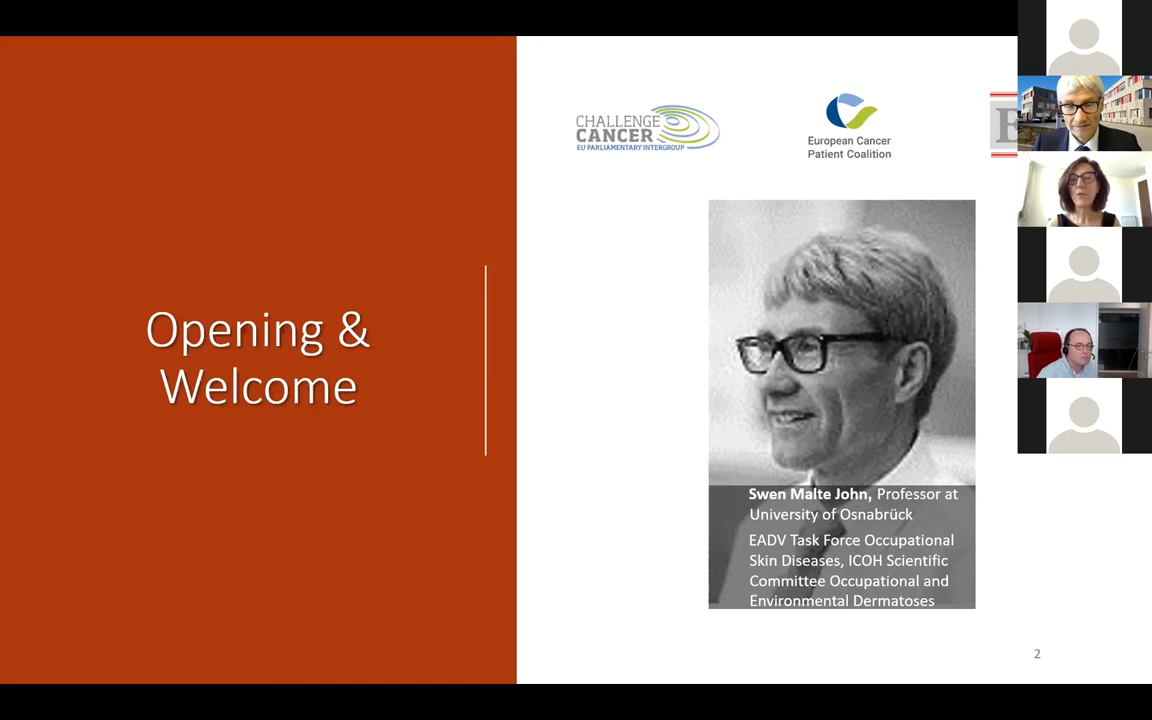 CHALLENGE
CANCER
EU PARLIAMENTARY INTERGROUP
European Cancer
Patient Coalition
E
Opening &
Welcome
Swen Malte John, Professor at
University of Osnabrück
EADV Task Force Occupational
Skin Diseases, ICOH Scientific
Committee Occupational and
Environmental Dermatoses
2